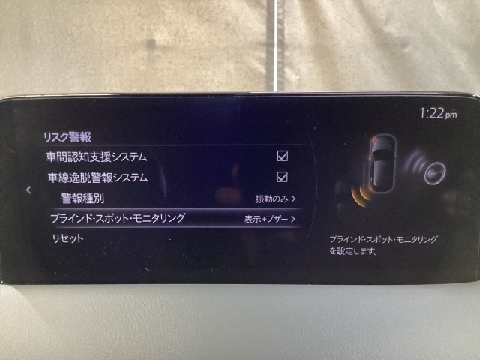 1:22pm
リスク警報
車間認知支援システム
車線逸脱警報システム
警報種別 振動のみ
ブラインド・スポット・モニタリング 表示+ブザー
リセット
ブラインド・スポット・モニタリング
を設定します。